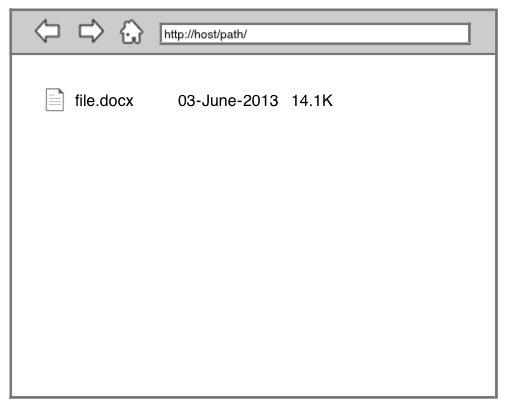 http://host/path/
file.docx 03-June-2013 14.1K